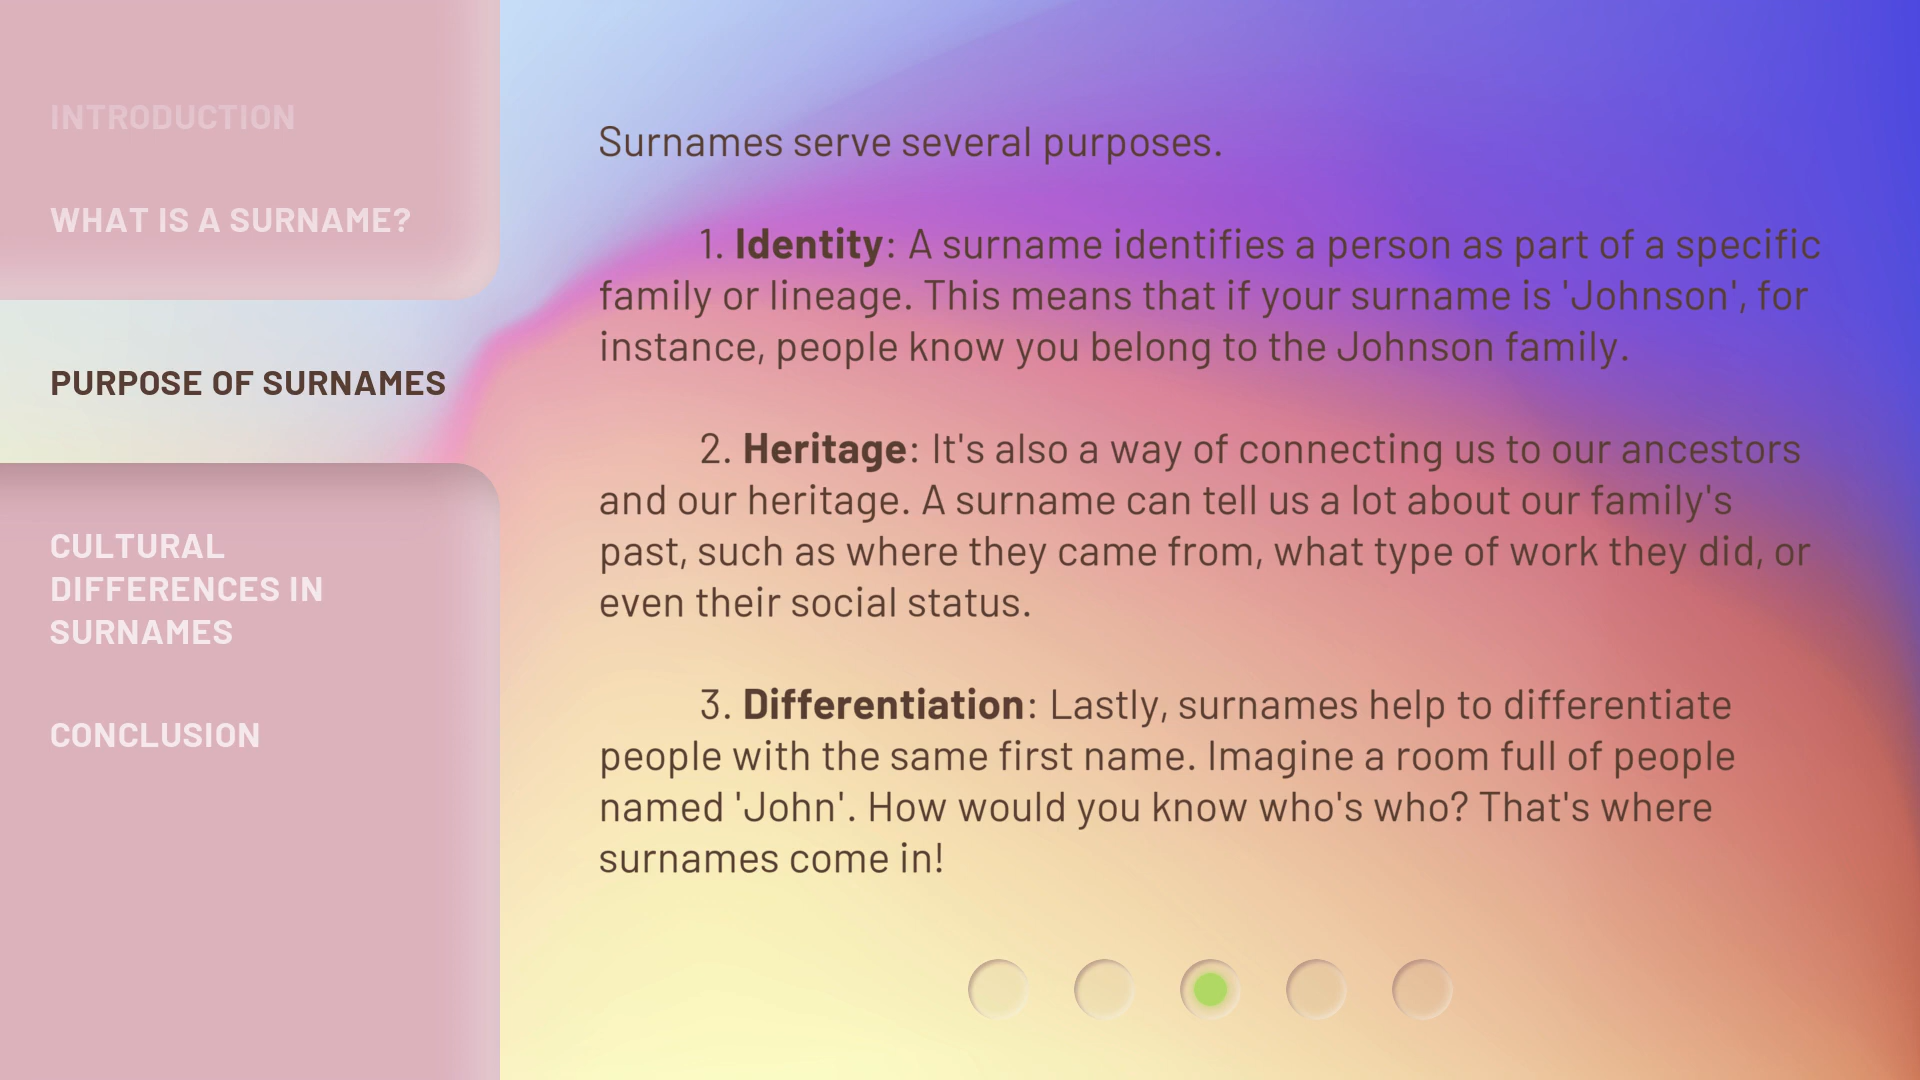 INTRODUCTION
WHAT IS A SURNAME?
PURPOSE OF SURNAMES
CULTURAL
DIFFERENCES IN
SURNAMES
CONCLUSION
Surnames serve several purposes.
1. Identity: A surname identifies a person as part of a specific
family or lineage. This means that if your surname is 'Johnson', for
instance, people know you belong to the Johnson family.
2. Heritage: It's also a way of connecting us to our ancestors
and our heritage. A surname can tell us a lot about our family's
past, such as where they came from, what type of work they did, or
even their social status.
3. Differentiation: Lastly, surnames help to differentiate
people with the same first name. Imagine a room full of people
named 'John'. How would you know who's who? That's where
surnames come in!